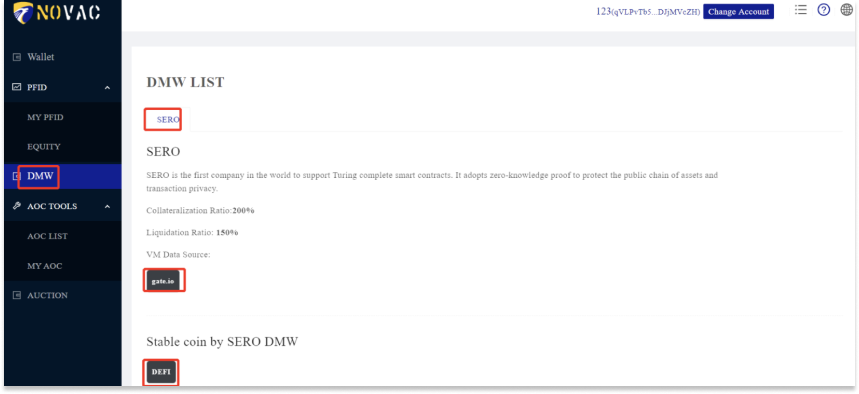 NOVAC
123(qVLPvTb5...DJjMVcZH) Change Account
Wallet
PFID
MY PFID
EQUITY
DMW
AOC TOOLS
AOC LIST
MY AOC
AUCTION
DMW LIST
SERO
SERO
SERO is the first company in the world to support Turing complete smart contracts. It adopts zero-knowledge proof to protect the public chain of assets and
transaction privacy.
Collateralization Ratio:200%
Liquidation Ratio: 150%
VM Data Source:
gate.io
Stable coin by SERO DMW
DEFI